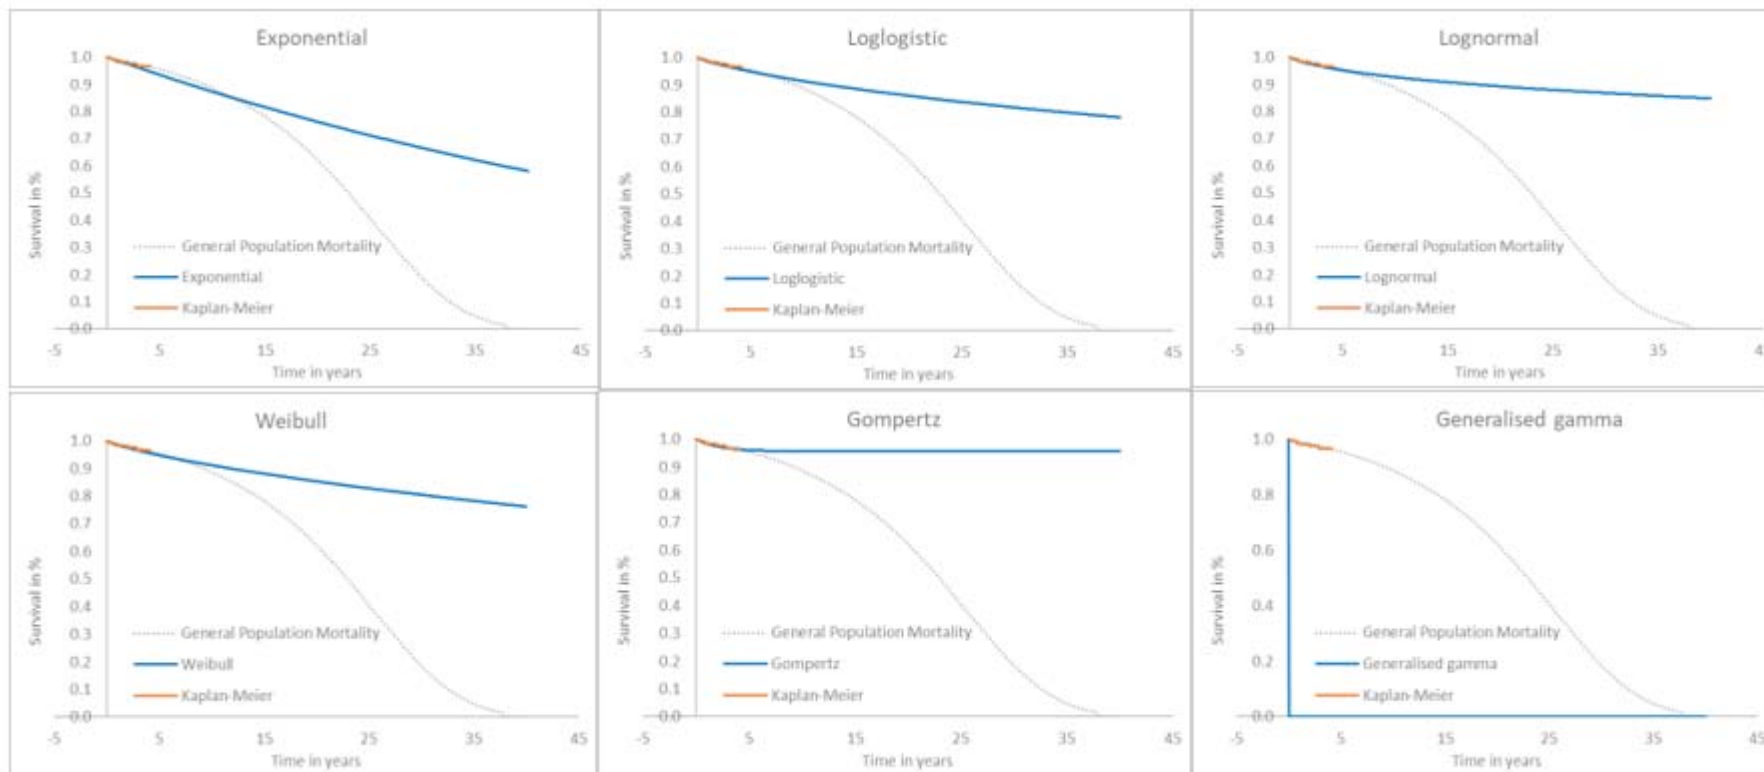 Exponential
1.0
0.9
0.8
0.7
0.6
0.5
0.4
0.3
0.2
0.1
0.0
Survival in %
General Population Mortality
Exponential
Kaplan-Meier
-5 5 15 25 35 45
Time in years
Loglogistic
1.0
0.9
0.8
0.7
0.6
0.5
0.4
0.3
0.2
0.1
0.0
Survival in %
General Population Mortality
Loglogistic
Kaplan-Meier
-5 5 15 25 35 45
Time in years
Lognormal
1.0
0.9
0.8
0.7
0.6
0.5
0.4
0.3
0.2
0.1
0.0
Survival in %
General Population Mortality
Lognormal
Kaplan-Meier
-5 5 15 25 35 4
Time in years
Weibull
1.0
0.9
0.8
0.7
0.6
0.5
0.4
0.3
0.2
0.1
0.0
Survival in %
General Population Mortality
Weibull
Kaplan-Meier
-5 5 15 25 35 45
Time in years
Gompertz
1.0
0.9
0.8
0.7
0.6
0.5
0.4
0.3
0.2
0.1
0.0
Survival in %
General Population Mortality
Gompertz
Kaplan-Meier
-5 5 15 25 35 45
Time in years
Generalised gamma
1.0
0.8
0.6
0.4
0.2
0.0
Survival in %
General Population Mortality
Generalised gamma
Kaplan-Meier
-5 5 15 25 35 45
Time in years